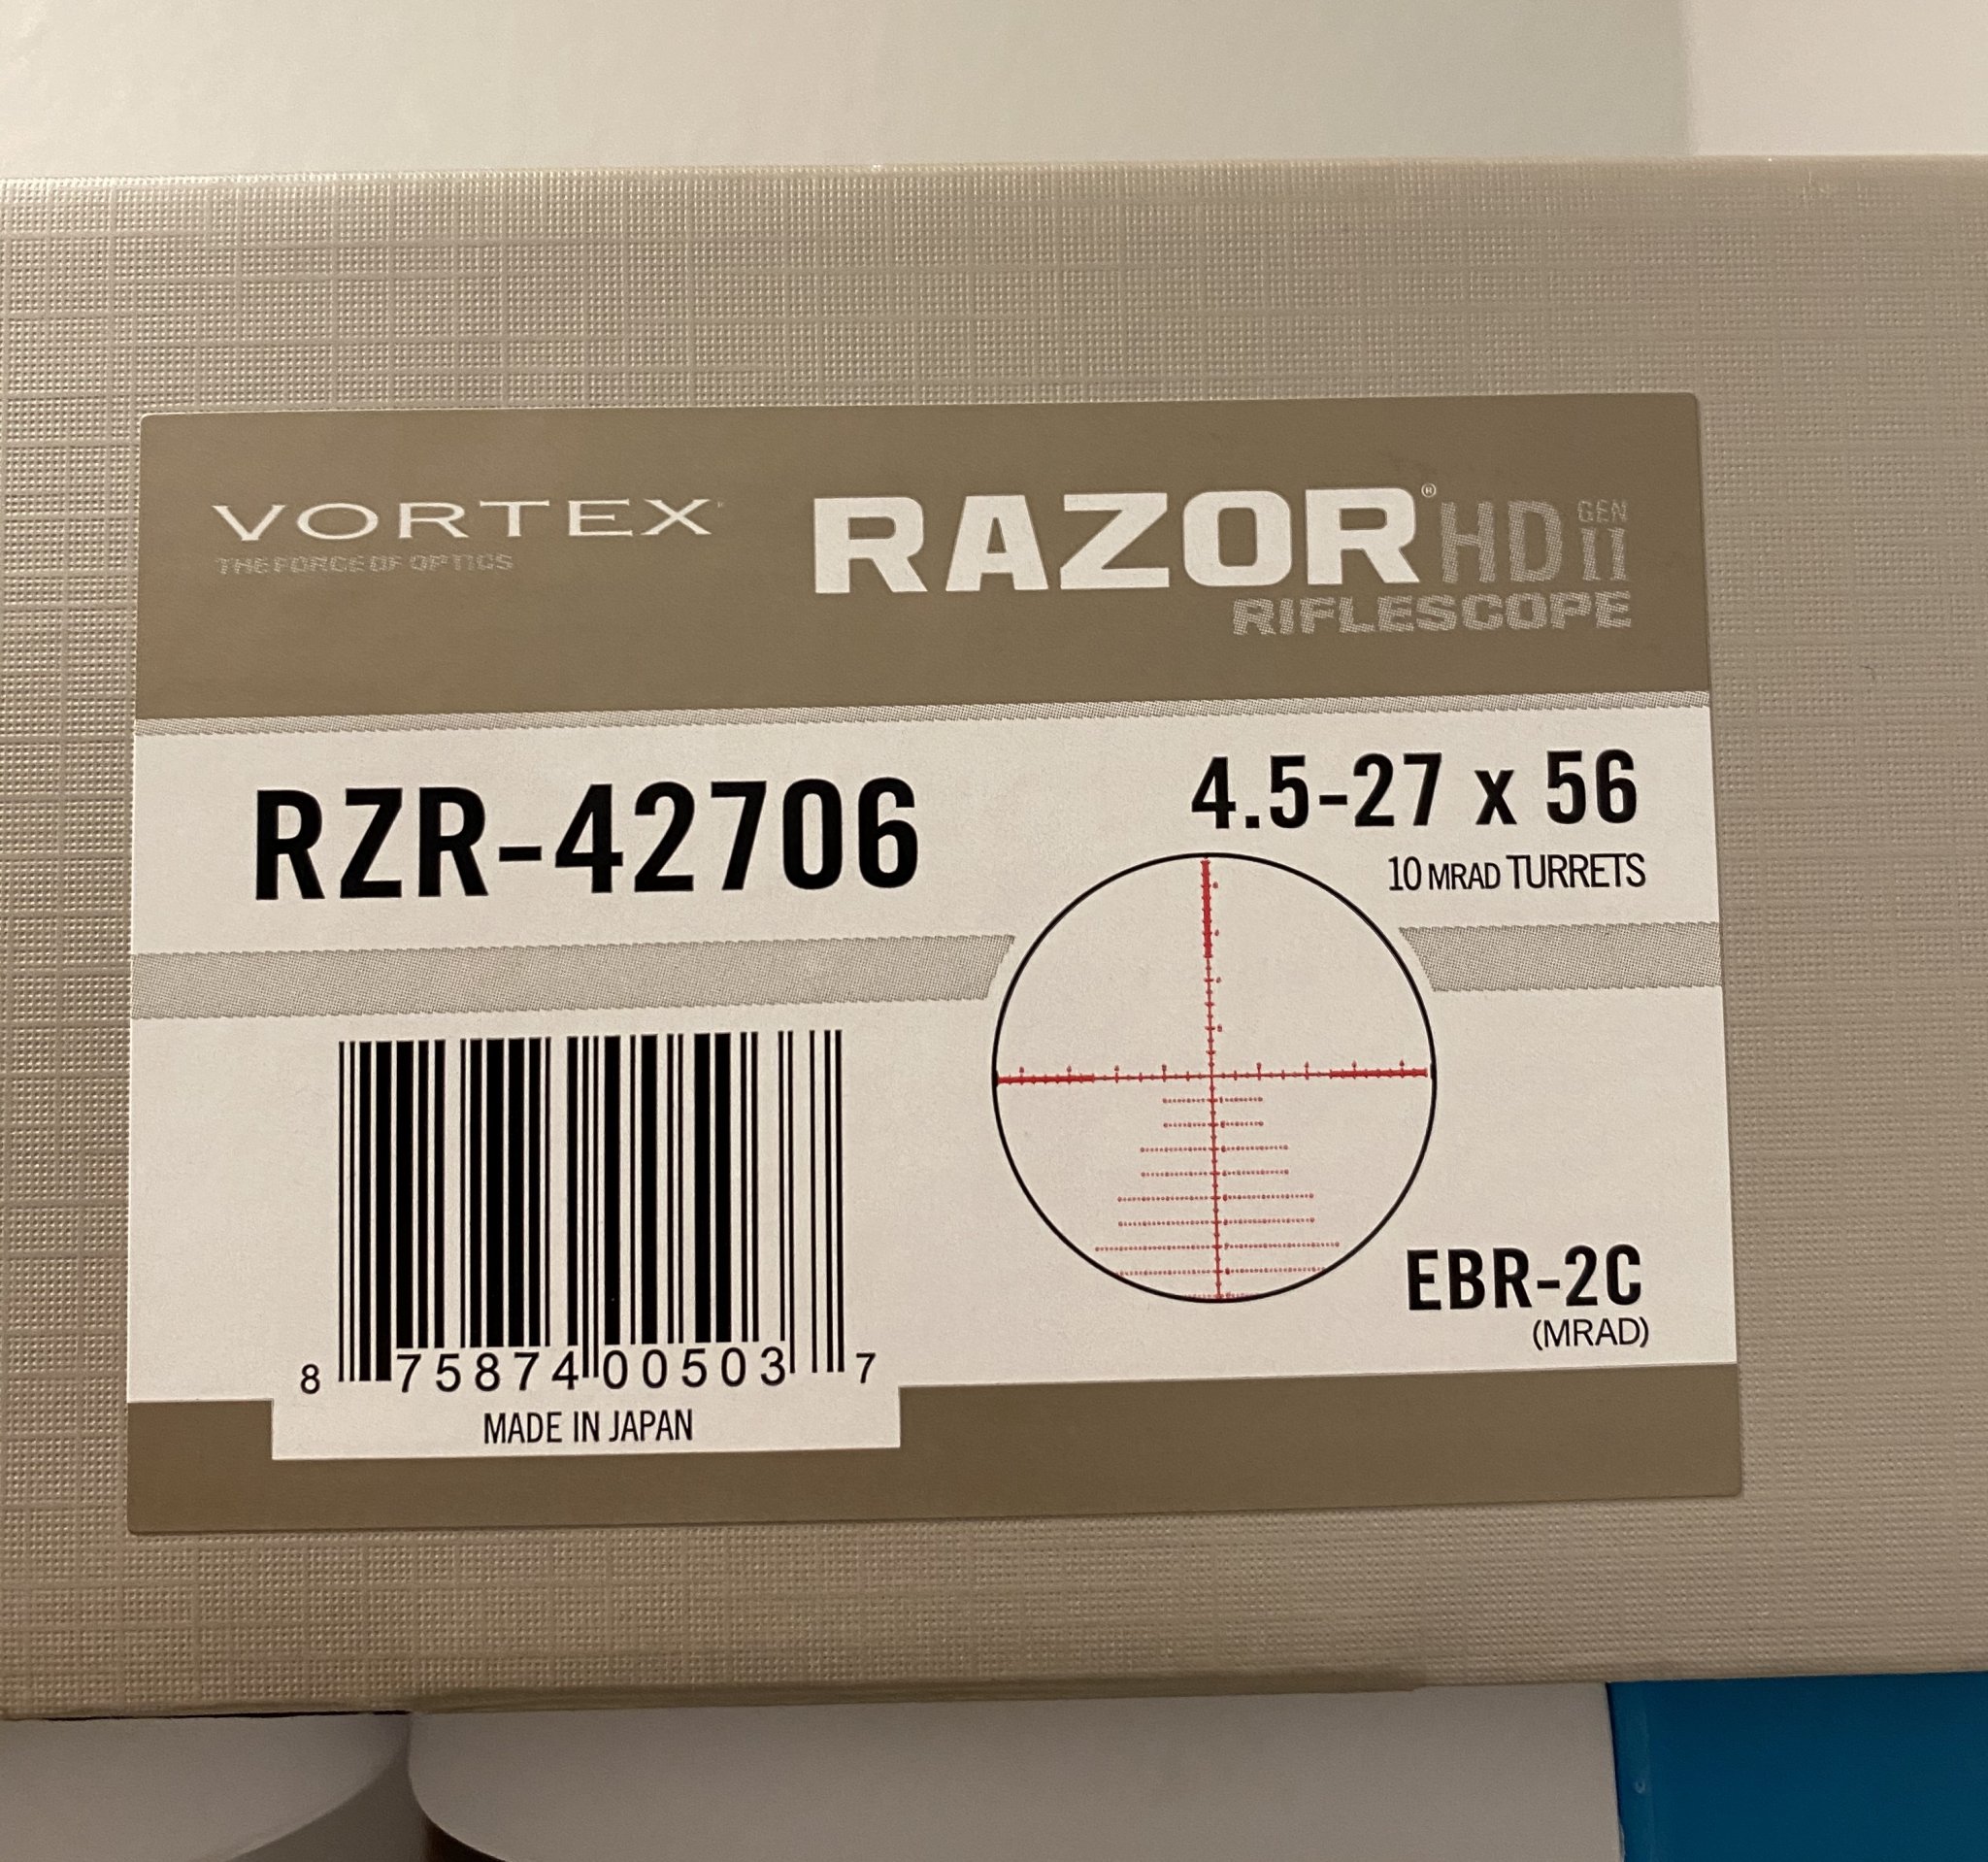 VORTEX
THE FORCE OF OPTICS
RAZOR® HD GEN II
RIFLESCOPE
RZR-42706
4.5-27 x 56
10 MRAD TURRETS
EBR-2C
(MRAD)
8 75874 00503 7
MADE IN JAPAN